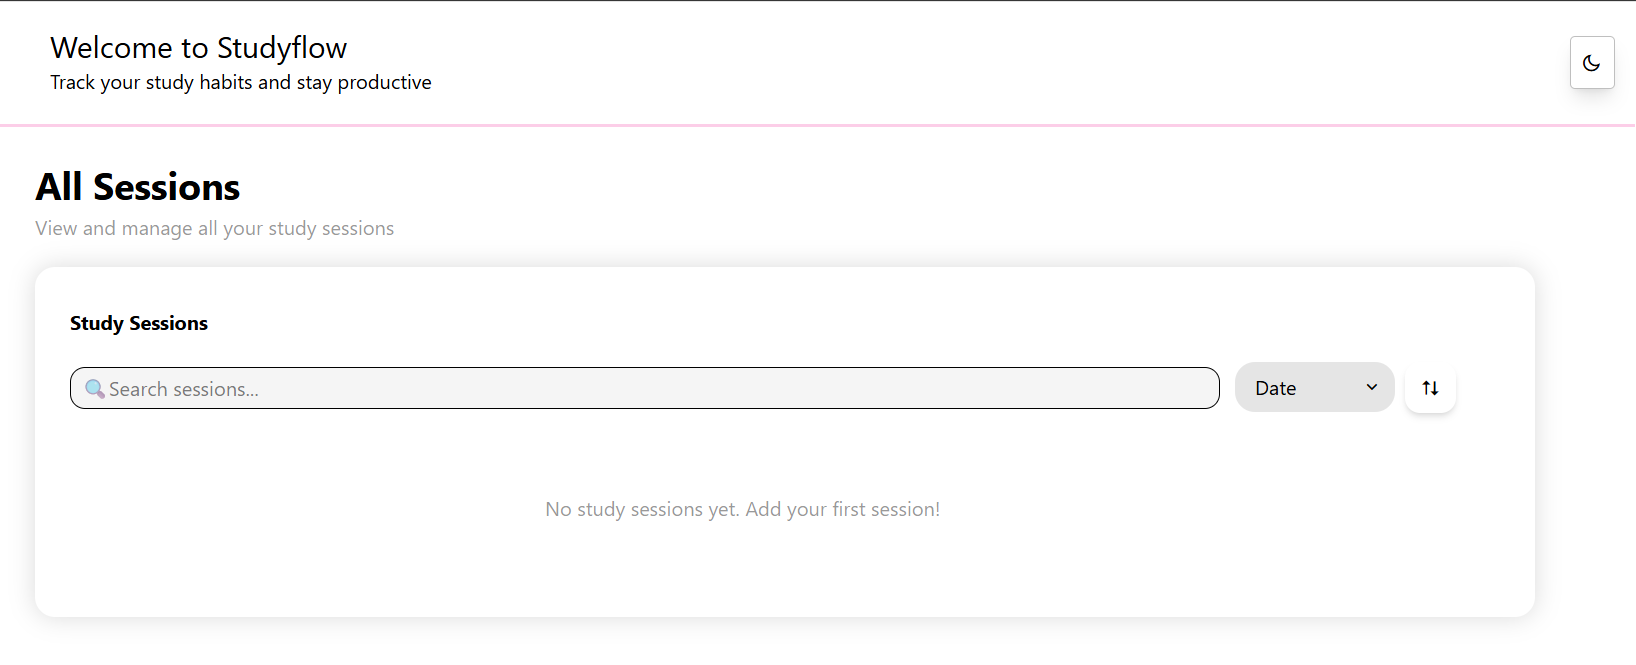 Welcome to Studyflow
Track your study habits and stay productive
All Sessions
View and manage all your study sessions
Study Sessions
Search sessions...
Date
No study sessions yet. Add your first session!